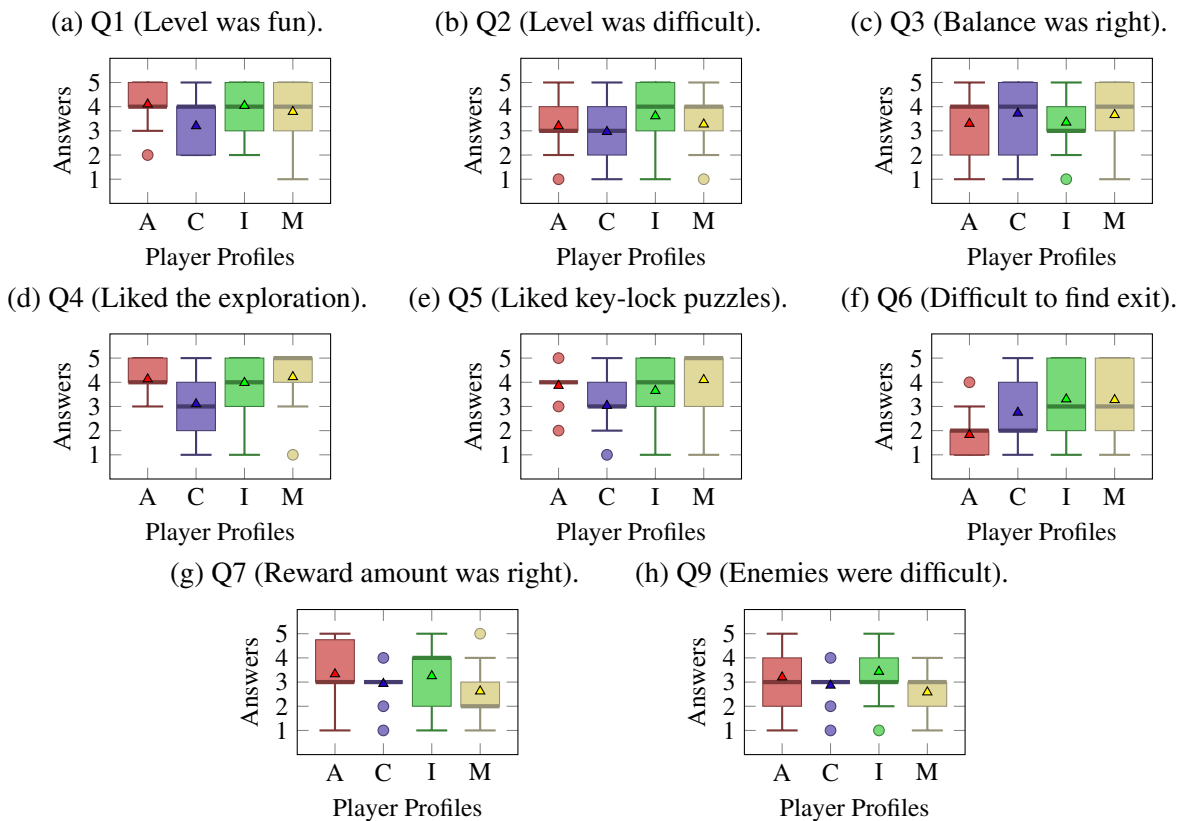 (a) Q1 (Level was fun). (b) Q2 (Level was difficult). (c) Q3 (Balance was right).
5 5 5
4 4 4
3 3 3
2 2 2
1 1 1
Answers Answers Answers
A C I M A C I M A C I M
Player Profiles Player Profiles Player Profiles
(d) Q4 (Liked the exploration). (e) Q5 (Liked key-lock puzzles). (f) Q6 (Difficult to find exit).
5 5 5
4 4 4
3 3 3
2 2 2
1 1 1
Answers Answers Answers
A C I M A C I M A C I M
Player Profiles Player Profiles Player Profiles
(g) Q7 (Reward amount was right). (h) Q9 (Enemies were difficult).
5 5
4 4
3 3
2 2
1 1
Answers Answers
A C I M A C I M
Player Profiles Player Profiles